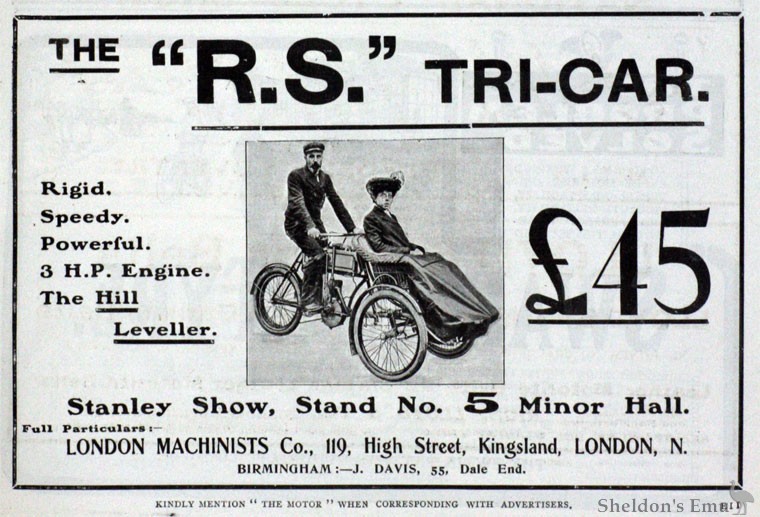 THE "R.S." TRI-CAR.
Rigid.
Speedy.
Powerful.
3 H.P. Engine.
The Hill
Leveller.
£45
Stanley Show, Stand No. 5 Minor Hall.
Full Particulars:—
LONDON MACHINISTS Co., 119, High Street, Kingsland, LONDON, N.
BIRMINGHAM:—J. DAVIS, 55, Dale End.
KINDLY MENTION "THE MOTOR" WHEN CORRESPONDING WITH ADVERTISERS.
Sheldon's Emu